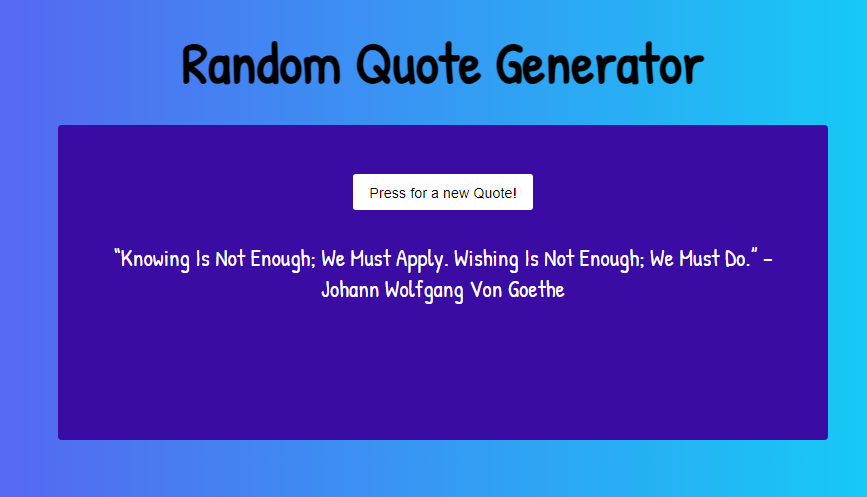 Random Quote Generator
Press for a new Quote!
“Knowing Is Not Enough; We Must Apply. Wishing Is Not Enough; We Must Do.” –
Johann Wolfgang Von Goethe